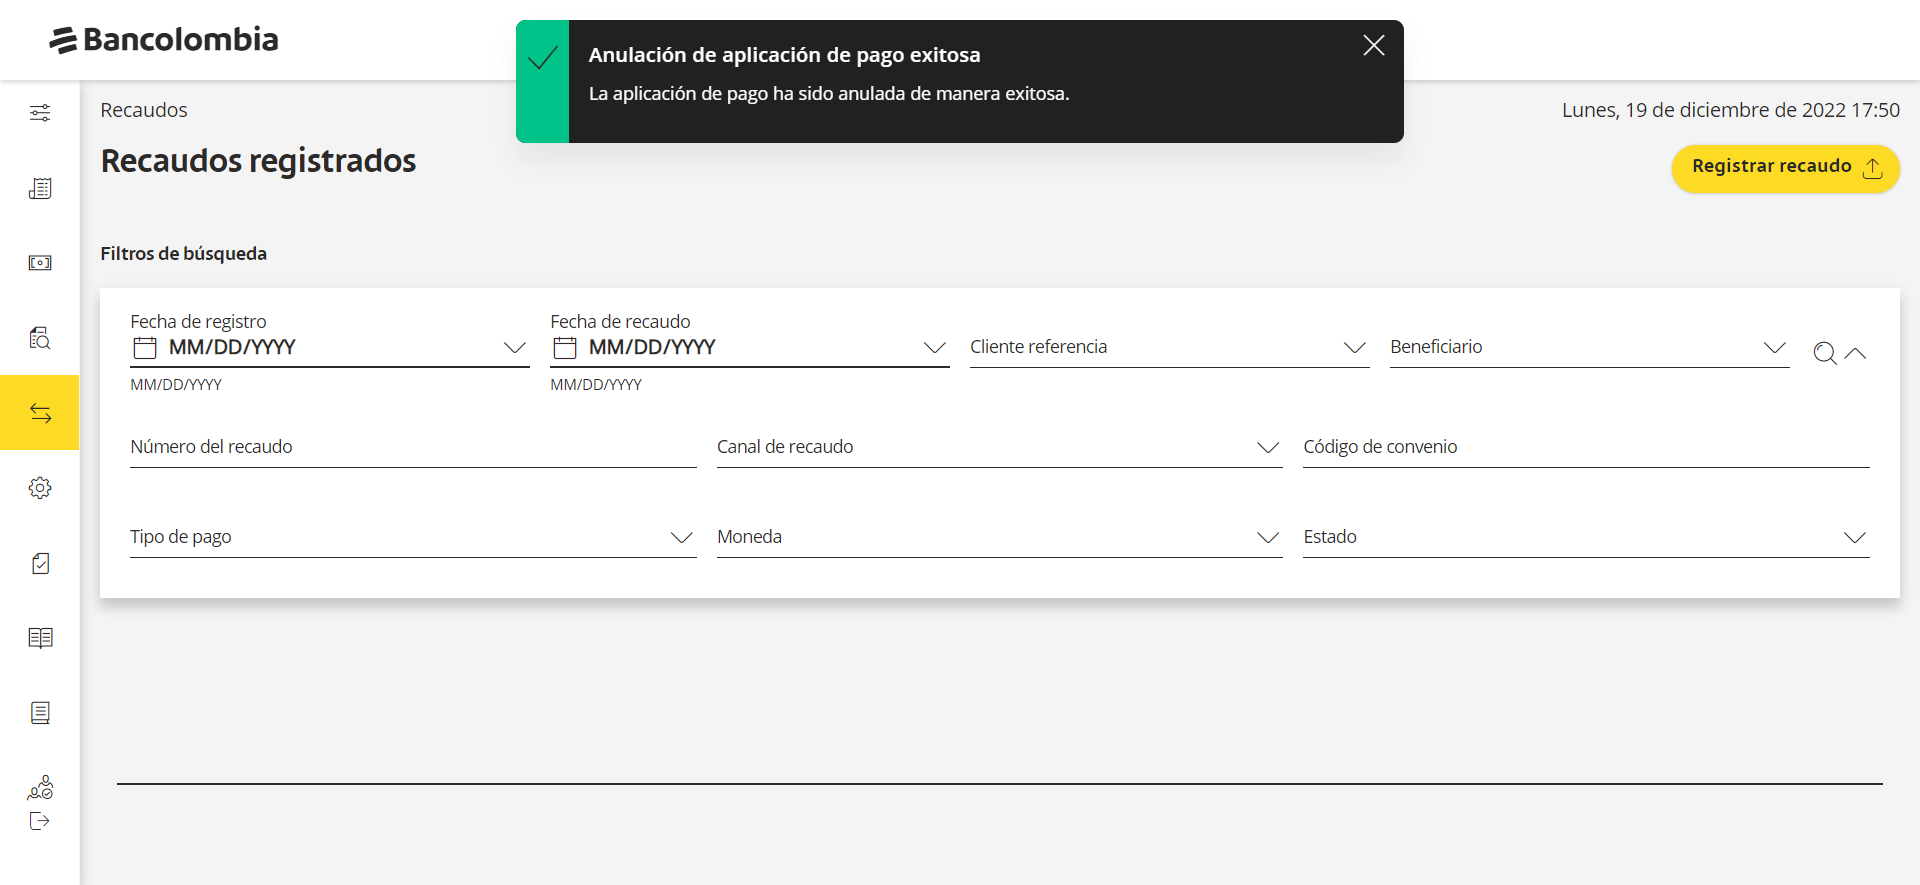 Bancolombia
Anulación de aplicación de pago exitosa
La aplicación de pago ha sido anulada de manera exitosa.
Recaudos
Lunes, 19 de diciembre de 2022 17:50
Recaudos registrados
Registrar recaudo
Filtros de búsqueda
Fecha de registro
MM/DD/YYYY
MM/DD/YYYY
Fecha de recaudo
MM/DD/YYYY
MM/DD/YYYY
Cliente referencia
Beneficiario
Número del recaudo
Canal de recaudo
Código de convenio
Tipo de pago
Moneda
Estado